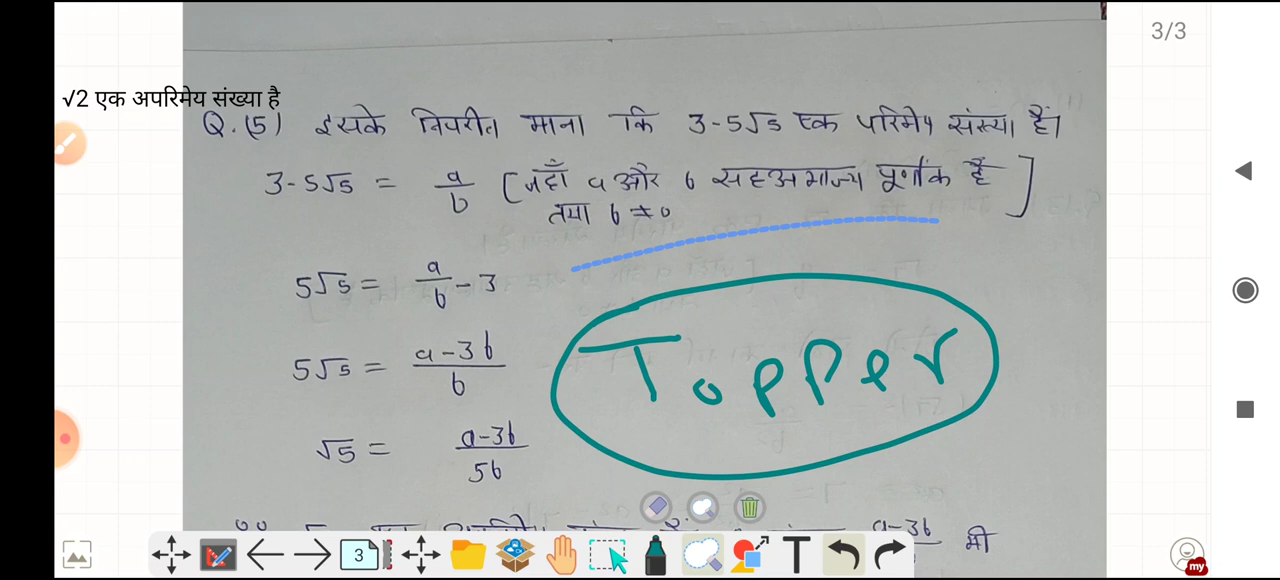 3/3
√2 एक अपरिमेय संख्या है
Q.(5) इसके विपरीत माना कि 3-5√5 एक परिमेय संख्या हैं।
3-5√5 = a/b [जहाँ a और b सहअभाज्य पूर्णांक हैं
तथा b ≠ 0]
5√5 = a/b - 3
5√5 = a-3b/b
Topper
√5 = a-3b/5b
a-3b भी
3
T
my